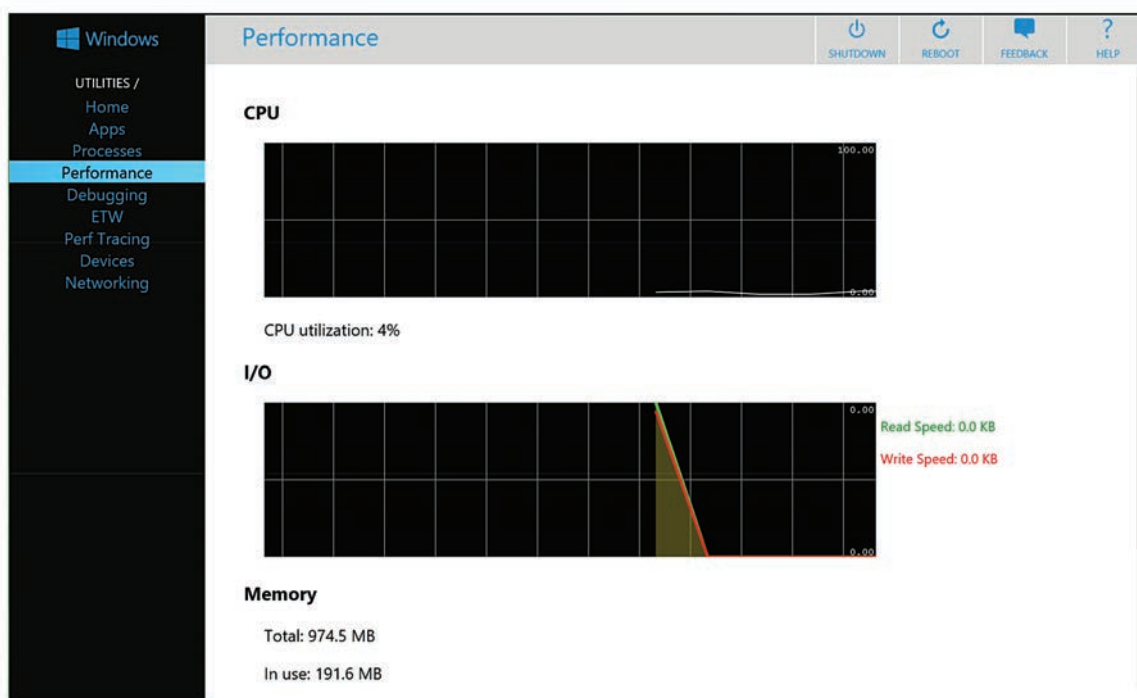 Windows
Performance
SHUTDOWN
REBOOT
FEEDBACK
?
HELP
UTILITIES /
Home
Apps
Processes
Performance
Debugging
ETW
Perf Tracing
Devices
Networking
CPU
100.00
0.00
CPU utilization: 4%
I/O
0.00
Read Speed: 0.0 KB
Write Speed: 0.0 KB
0.00
Memory
Total: 974.5 MB
In use: 191.6 MB